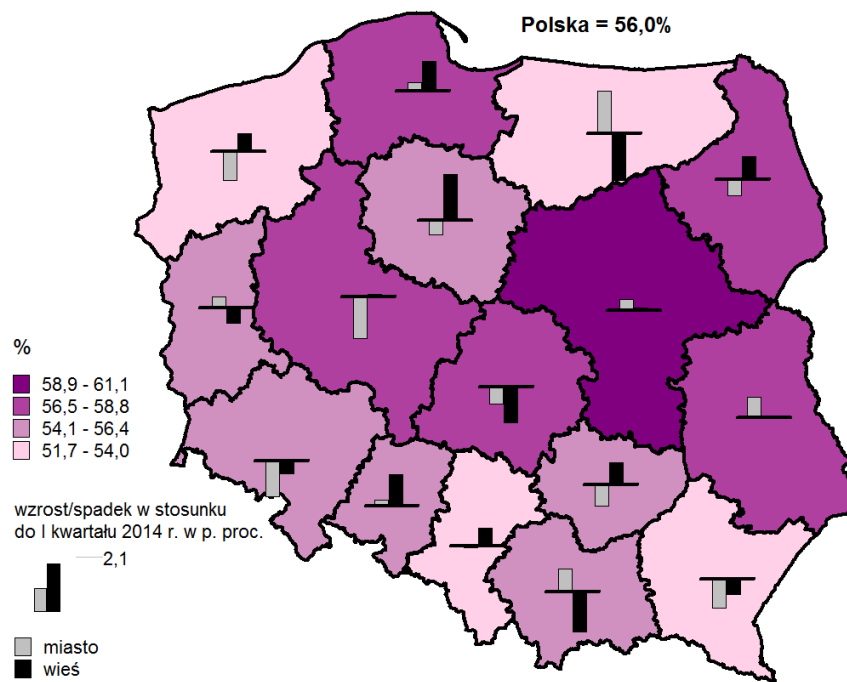 Polska = 56,0%
%
58,9 - 61,1
56,5 - 58,8
54,1 - 56,4
51,7 - 54,0
wzrost/spadek w stosunku
do I kwartału 2014 r. w p. proc.
2,1
miasto
wieś